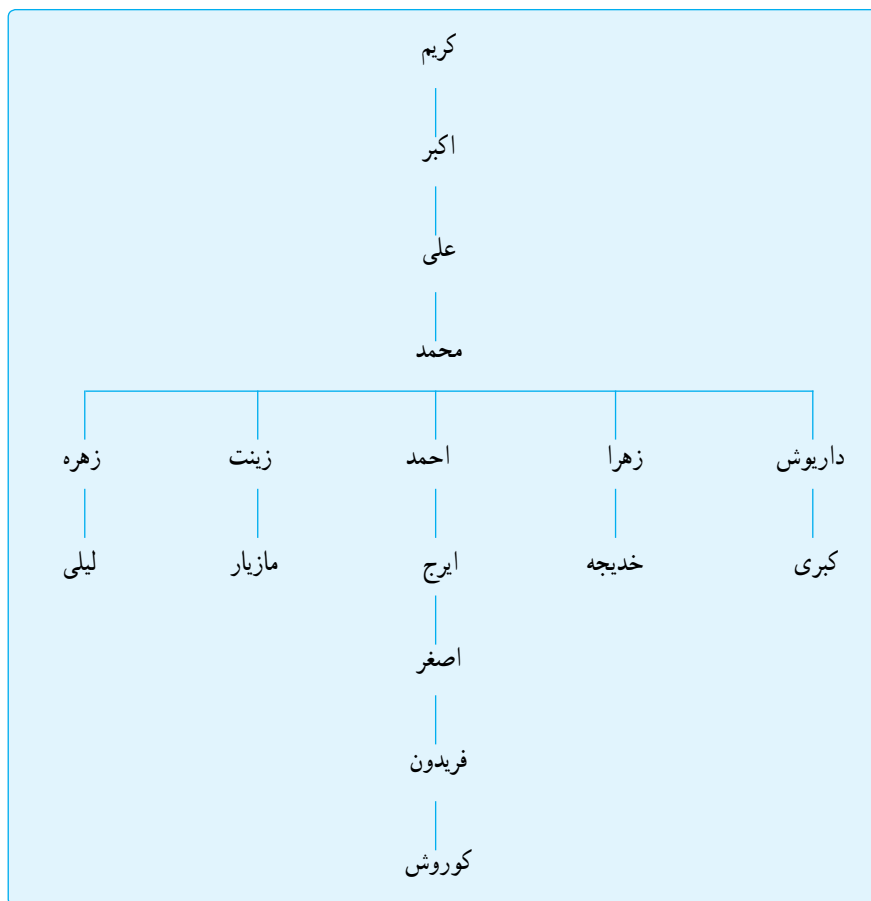 کریم
اکبر
علی
محمد
داریوش زهرا احمد زینت زهره
کبری خدیجه ایرج مازیار لیلی
اصغر
فریدون
کوروش